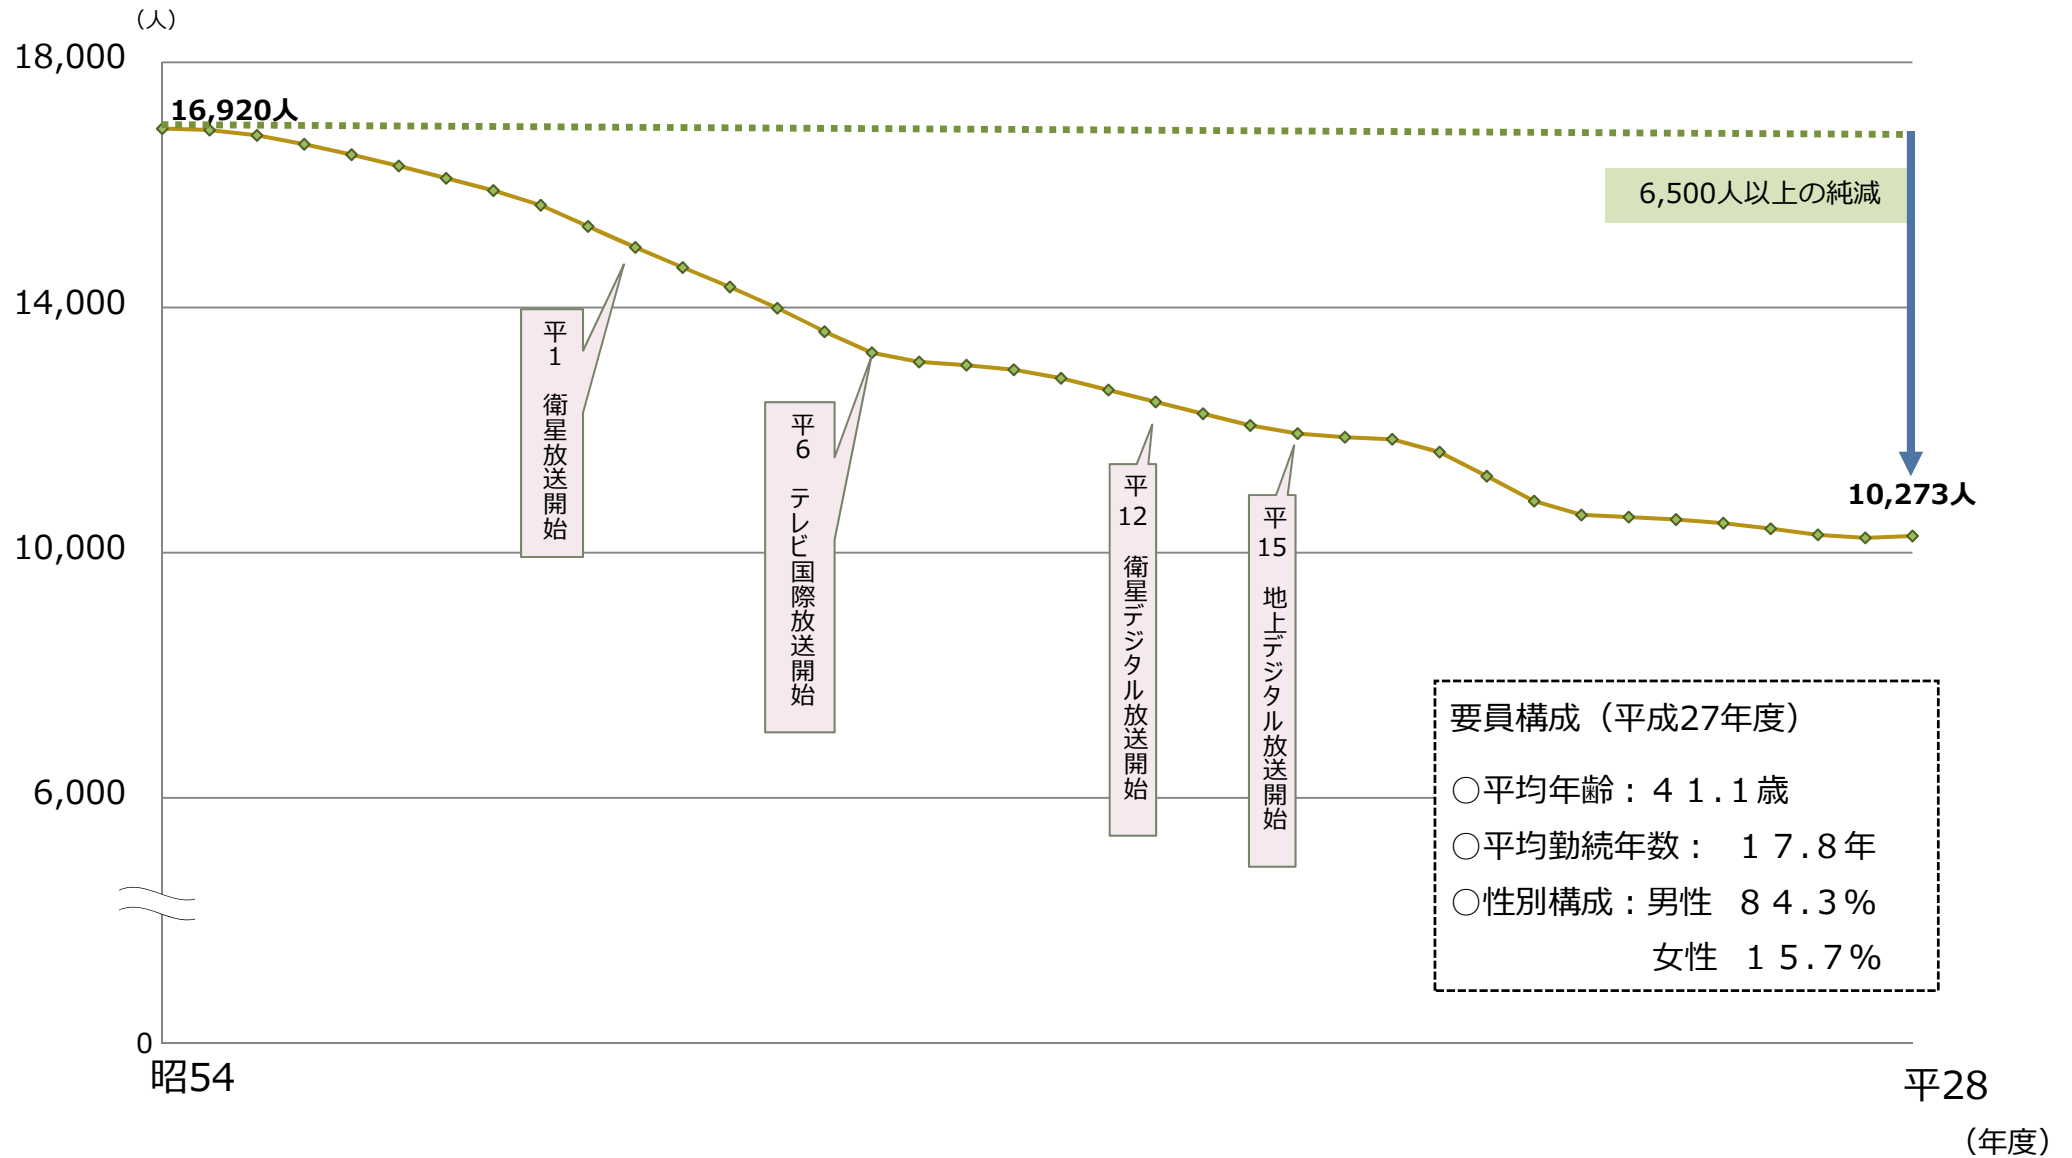 （人）
18,000
16,920人
6,500人以上の純減
14,000
平1　衛星放送開始
平6　テレビ国際放送開始
平12　衛星デジタル放送開始
平15　地上デジタル放送開始
10,273人
10,000
要員構成（平成27年度）
○平均年齢：４１.１歳
○平均勤続年数：　１７.８年
○性別構成：男性　８４.３％
女性　１５.７％
6,000
0
昭54
平28
（年度）